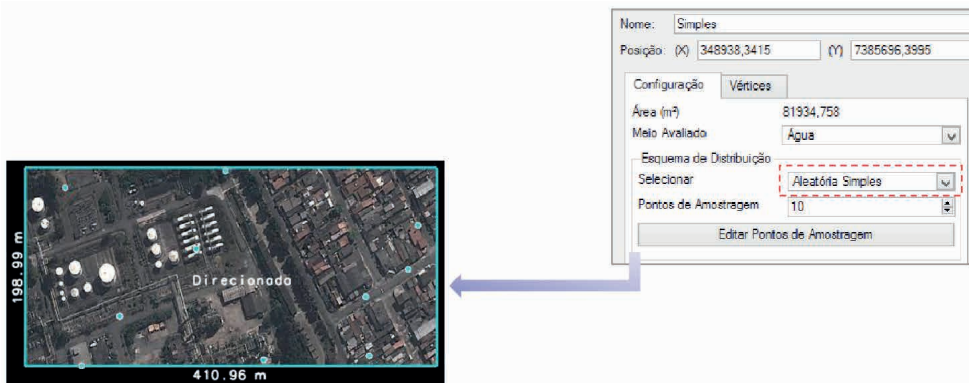 Nome: Simples
Posição: (X) 348938,3415 (Y) 7385696,3995
Configuração Vértices
Área (m²) 81934,758
Meio Avaliado Água
Esquema de Distribuição
Selecionar Aleatória Simples
Pontos de Amostragem 10
Editar Pontos de Amostragem
198.99 m
Direcionado
410.96 m